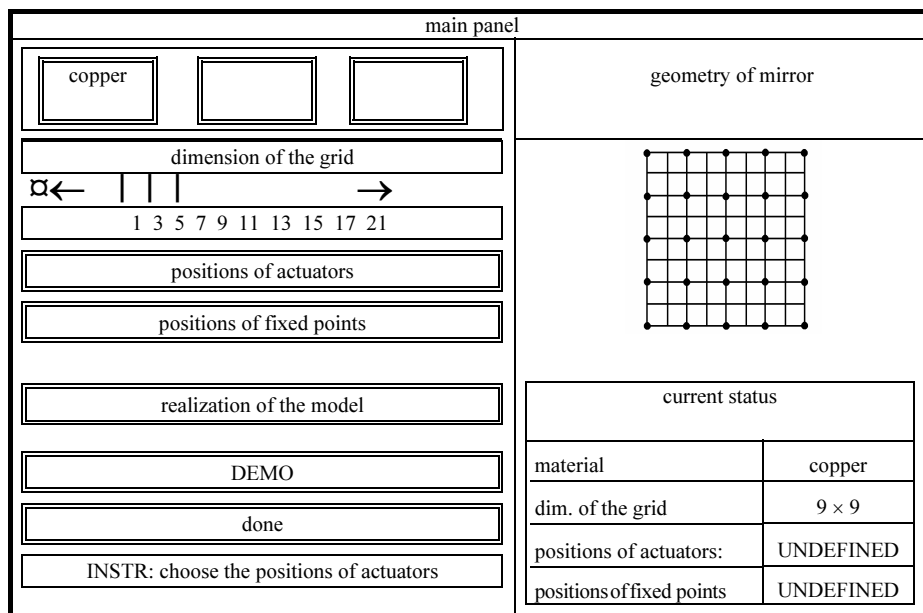 main panel
copper
dimension of the grid
¤← | | | →
1 3 5 7 9 11 13 15 17 21
positions of actuators
positions of fixed points
realization of the model
DEMO
done
INSTR: choose the positions of actuators
geometry of mirror
current status
material copper
dim. of the grid 9 × 9
positions of actuators: UNDEFINED
positions of fixed points UNDEFINED